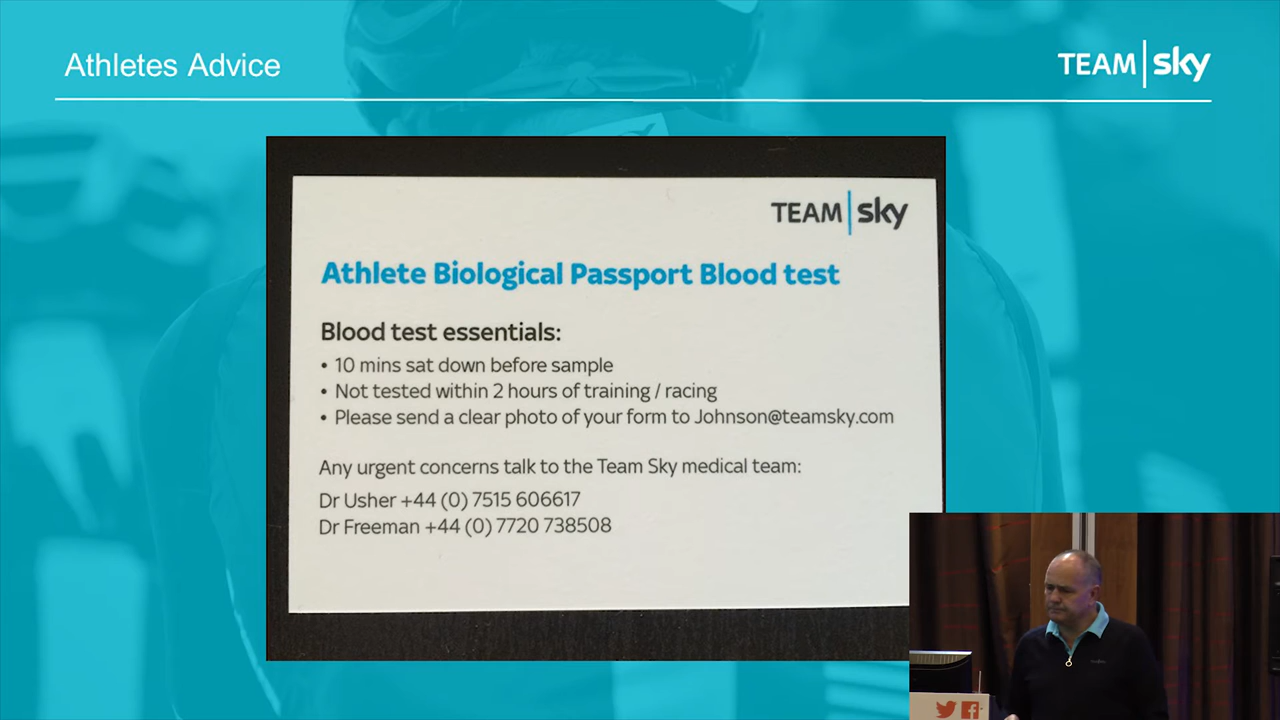 Athletes Advice
TEAM sky
TEAM sky
Athlete Biological Passport Blood test
Blood test essentials:
• 10 mins sat down before sample
• Not tested within 2 hours of training / racing
• Please send a clear photo of your form to Johnson@teamsky.com
Any urgent concerns talk to the Team Sky medical team:
Dr Usher +44 (0) 7515 606617
Dr Freeman +44 (0) 7720 738508